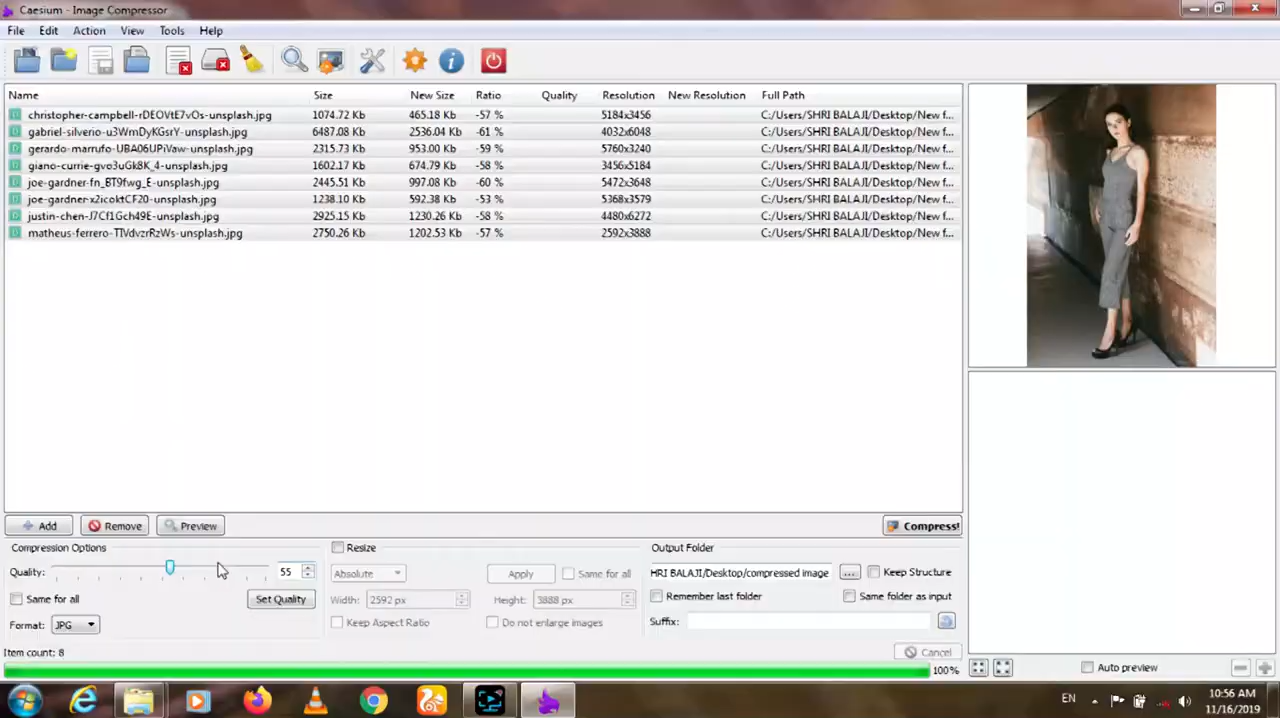 Caesium - Image Compressor
File Edit Action View Tools Help
Name Size New Size Ratio Quality Resolution New Resolution Full Path
christopher-campbell-rDEOVtE7vOs-unsplash.jpg 1074.72 Kb 465.18 Kb -57 % 5184x3456 C:/Users/SHRI BALAJI/Desktop/New f...
gabriel-silverio-u3WmDyKGsrY-unsplash.jpg 6487.08 Kb 2536.04 Kb -61 % 4032x6048 C:/Users/SHRI BALAJI/Desktop/New f...
gerardo-marrufo-UBA06UPiVaw-unsplash.jpg 2315.73 Kb 953.00 Kb -59 % 5760x3240 C:/Users/SHRI BALAJI/Desktop/New f...
giano-currie-gvo3uGk8K_4-unsplash.jpg 1602.17 Kb 674.79 Kb -58 % 3456x5184 C:/Users/SHRI BALAJI/Desktop/New f...
joe-gardner-fn_BT9fwg_E-unsplash.jpg 2445.51 Kb 997.08 Kb -60 % 5472x3648 C:/Users/SHRI BALAJI/Desktop/New f...
joe-gardner-x2icoktCF20-unsplash.jpg 1238.10 Kb 592.38 Kb -53 % 5368x3579 C:/Users/SHRI BALAJI/Desktop/New f...
justin-chen-J7Cf1Gch49E-unsplash.jpg 2925.15 Kb 1230.26 Kb -58 % 4480x6272 C:/Users/SHRI BALAJI/Desktop/New f...
matheus-ferrero-TIVdvzrRzWs-unsplash.jpg 2750.26 Kb 1202.53 Kb -57 % 2592x3888 C:/Users/SHRI BALAJI/Desktop/New f...
Add Remove Preview Compress!
Compression Options Resize Output Folder
Quality: 55 Absolute Apply Same for all HRI BALAJI/Desktop/compressed image ... Keep Structure
Same for all Set Quality Width: 2592 px Height: 3888 px Remember last folder Same folder as input
Format: JPG Keep Aspect Ratio Do not enlarge images Suffix:
Item count: 8 Cancel
100% Auto preview
EN 10:56 AM
11/16/2019